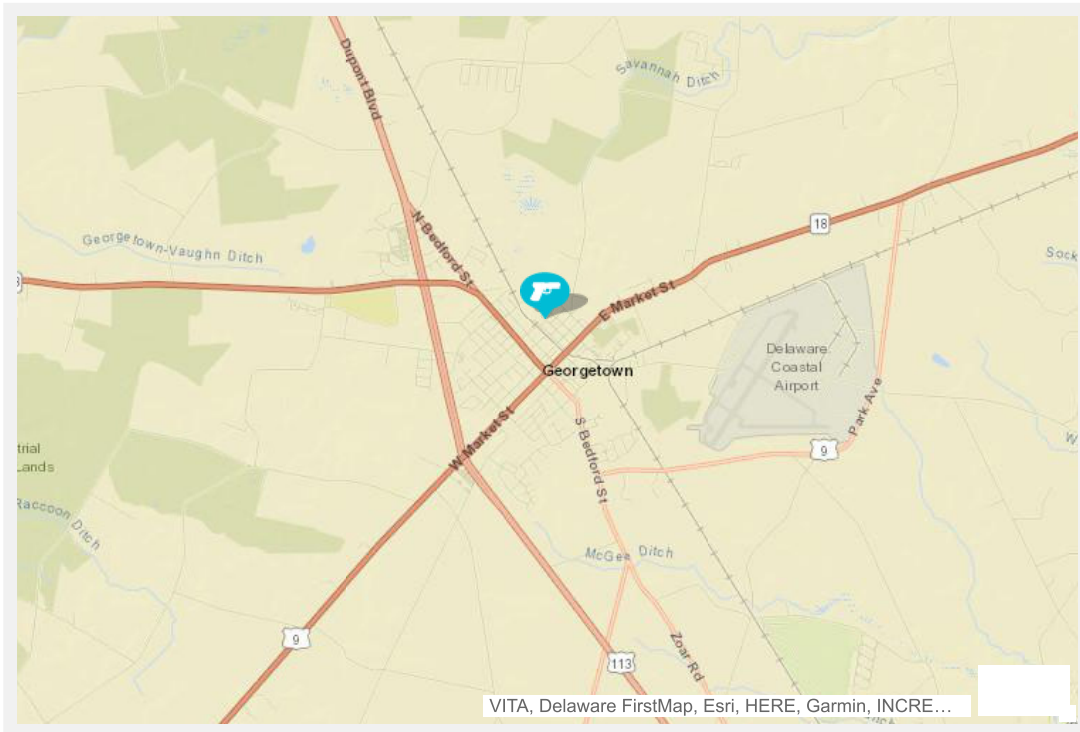 Dupont Blvd
Savannah Ditch
N Bedford St
18
Georgetown-Vaughn Ditch
Sock
E Market St
Georgetown
Delaware
Coastal
Airport
Park Ave
W Market St
S Bedford St
9
trial
Lands
Raccoon Ditch
McGee Ditch
9
Zoar Rd
113
VITA, Delaware FirstMap, Esri, HERE, Garmin, INCRE…